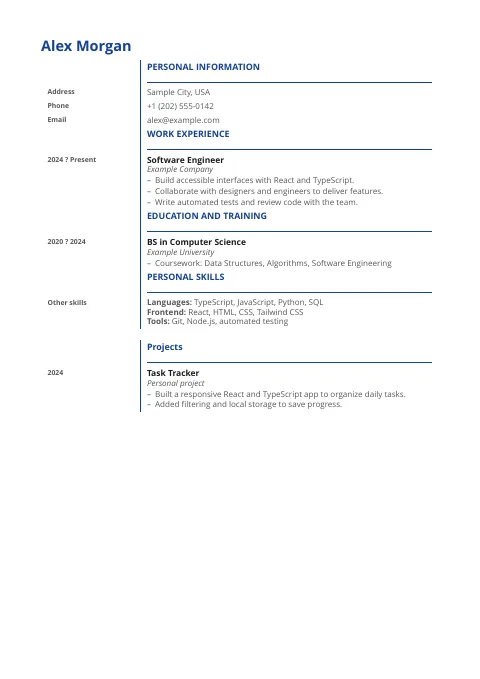 Alex Morgan
PERSONAL INFORMATION
Address Sample City, USA
Phone +1 (202) 555-0142
Email alex@example.com
WORK EXPERIENCE
2024 ? Present Software Engineer
Example Company
– Build accessible interfaces with React and TypeScript.
– Collaborate with designers and engineers to deliver features.
– Write automated tests and review code with the team.
EDUCATION AND TRAINING
2020 ? 2024 BS in Computer Science
Example University
– Coursework: Data Structures, Algorithms, Software Engineering
PERSONAL SKILLS
Other skills Languages: TypeScript, JavaScript, Python, SQL
Frontend: React, HTML, CSS, Tailwind CSS
Tools: Git, Node.js, automated testing
Projects
2024 Task Tracker
Personal project
– Built a responsive React and TypeScript app to organize daily tasks.
– Added filtering and local storage to save progress.